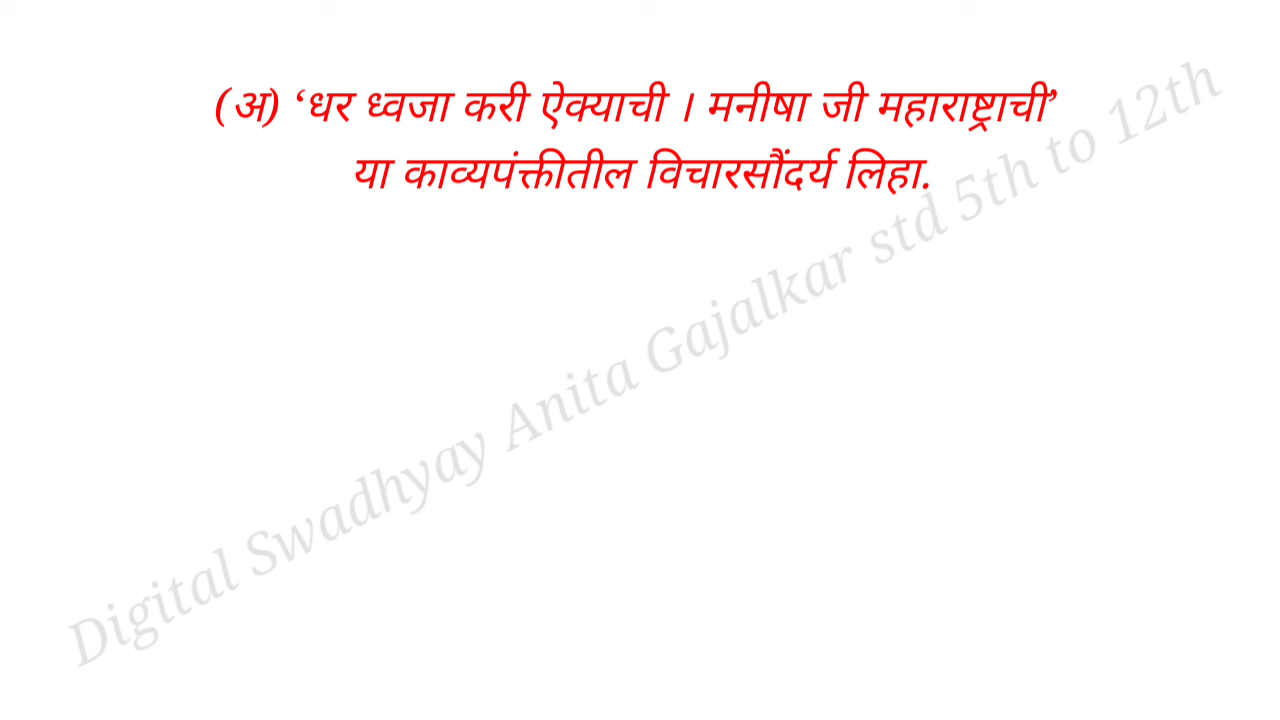 (अ) ‘धर ध्वजा करी ऐक्याची । मनीषा जी महाराष्ट्राची’
या काव्यपंक्तीतील विचारसौंदर्य लिहा.
Digital Swadhyay Anita Gajalkar std 5th to 12th